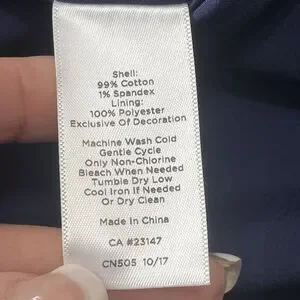 Shell:
99% Cotton
1% Spandex
Lining:
100% Polyester
Exclusive Of Decoration
Machine Wash Cold
Gentle Cycle
Only Non-Chlorine
Bleach When Needed
Tumble Dry Low
Cool Iron If Needed
Or Dry Clean
Made In China
CA #23147
CN505 10/17